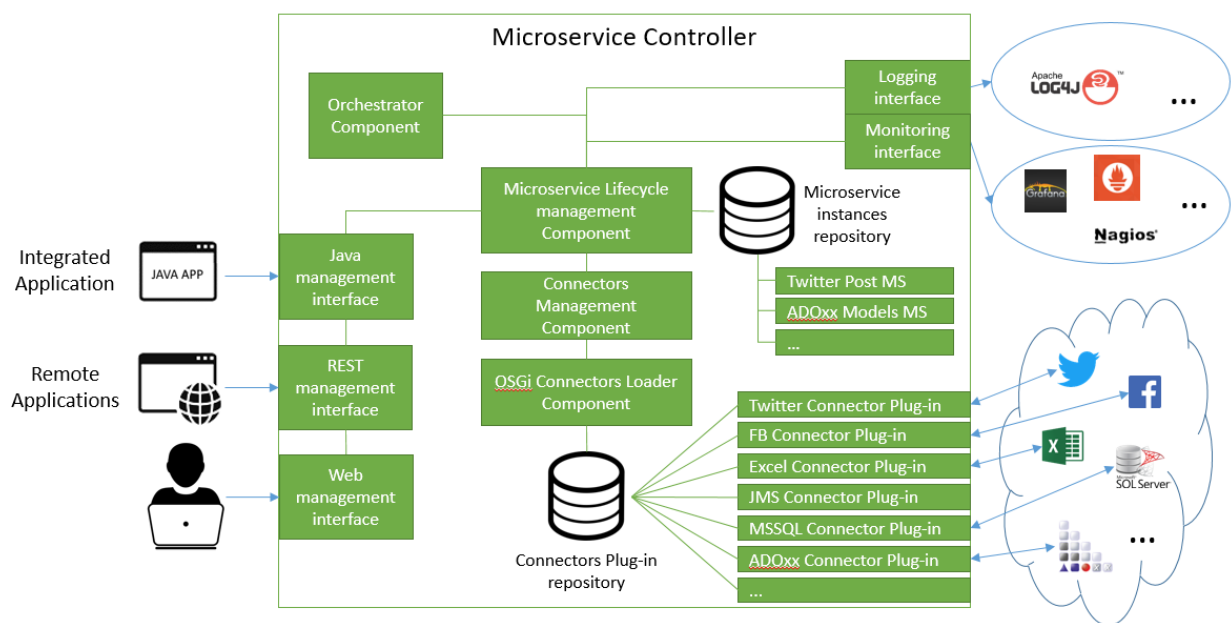 Microservice Controller
Orchestrator
Component
Logging
interface
Monitoring
interface
Apache
LOG4J
TM
...
Grafana
Nagios®
...
Microservice Lifecycle
management
Component
Microservice
instances
repository
Integrated
Application
JAVA APP
Java
management
interface
Connectors
Management
Component
Twitter Post MS
ADOxx Models MS
...
Remote
Applications
REST
management
interface
OSGi Connectors Loader
Component
Web
management
interface
Connectors Plug-in
repository
Twitter Connector Plug-in
FB Connector Plug-in
Excel Connector Plug-in
JMS Connector Plug-in
MSSQL Connector Plug-in
ADOxx Connector Plug-in
...
f
X
SQL Server
...